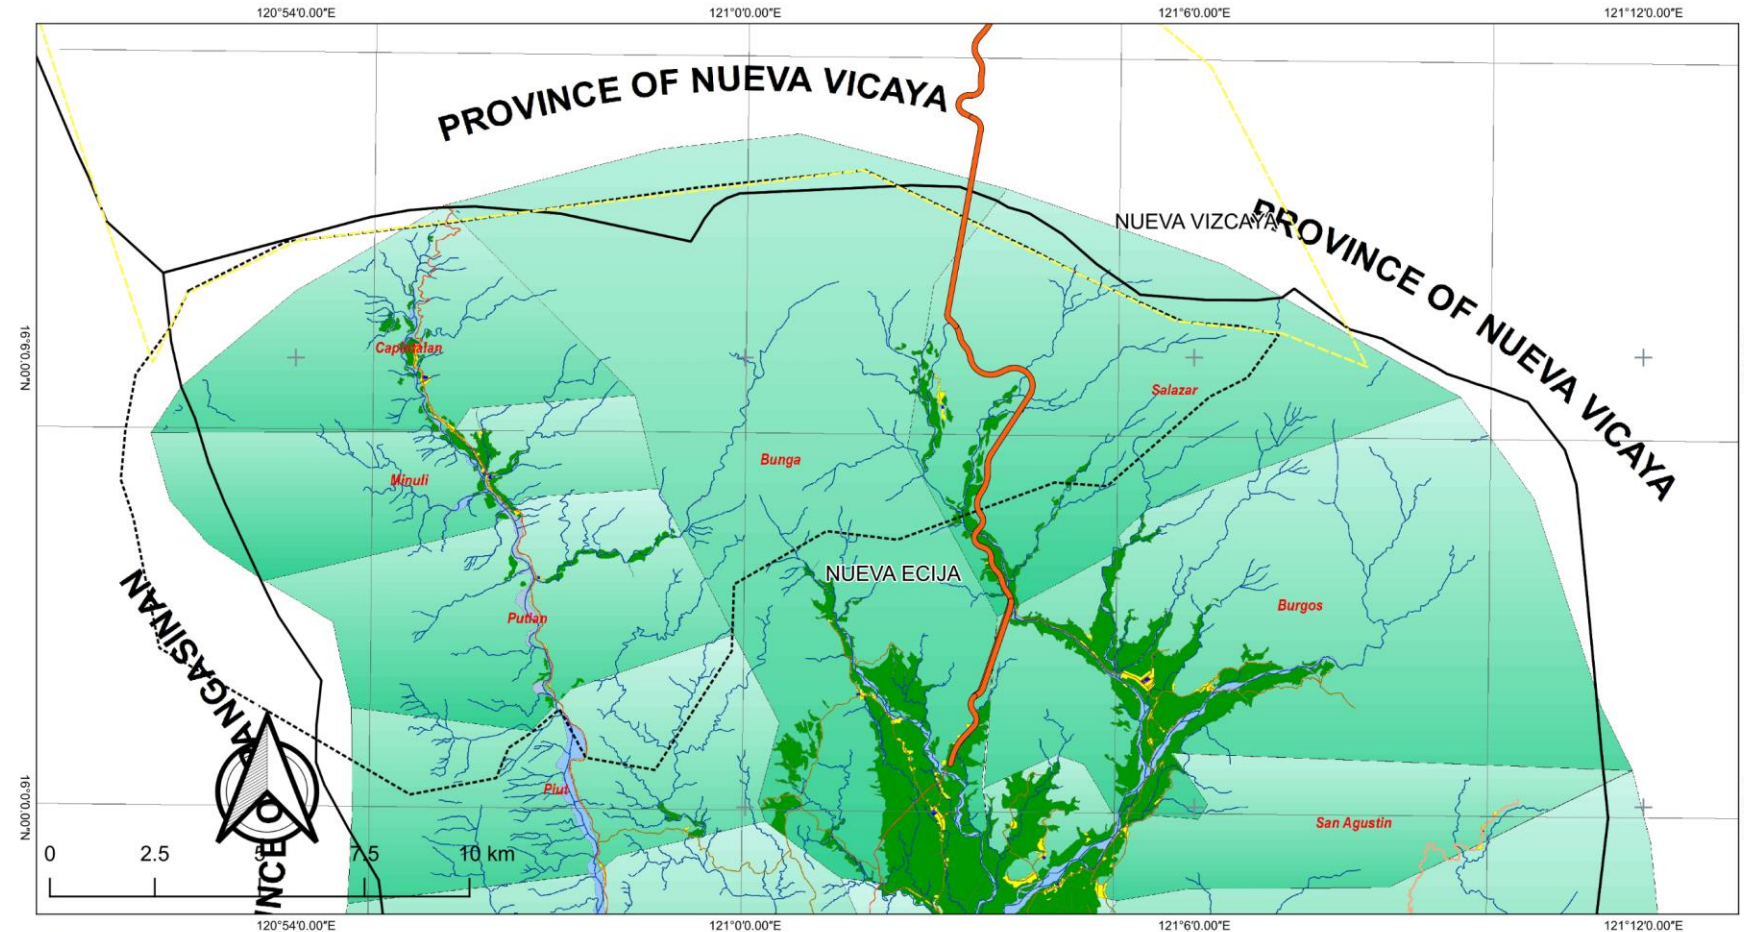 120°54'0.00"E 121°0'0.00"E 121°6'0.00"E 121°12'0.00"E
PROVINCE OF NUEVA VICAYA
NUEVA VIZCAYA
PROVINCE OF NUEVA VICAYA
16°6'0.00"N
Capintalan
Salazar
Bunga
Minuli
NUEVA ECIJA
Burgos
Putlan
PANGASINAN
INCE O
16°0'0.00"N
Piut
San Agustin
0 2.5 5 7.5 10 km
120°54'0.00"E 121°0'0.00"E 121°6'0.00"E 121°12'0.00"E